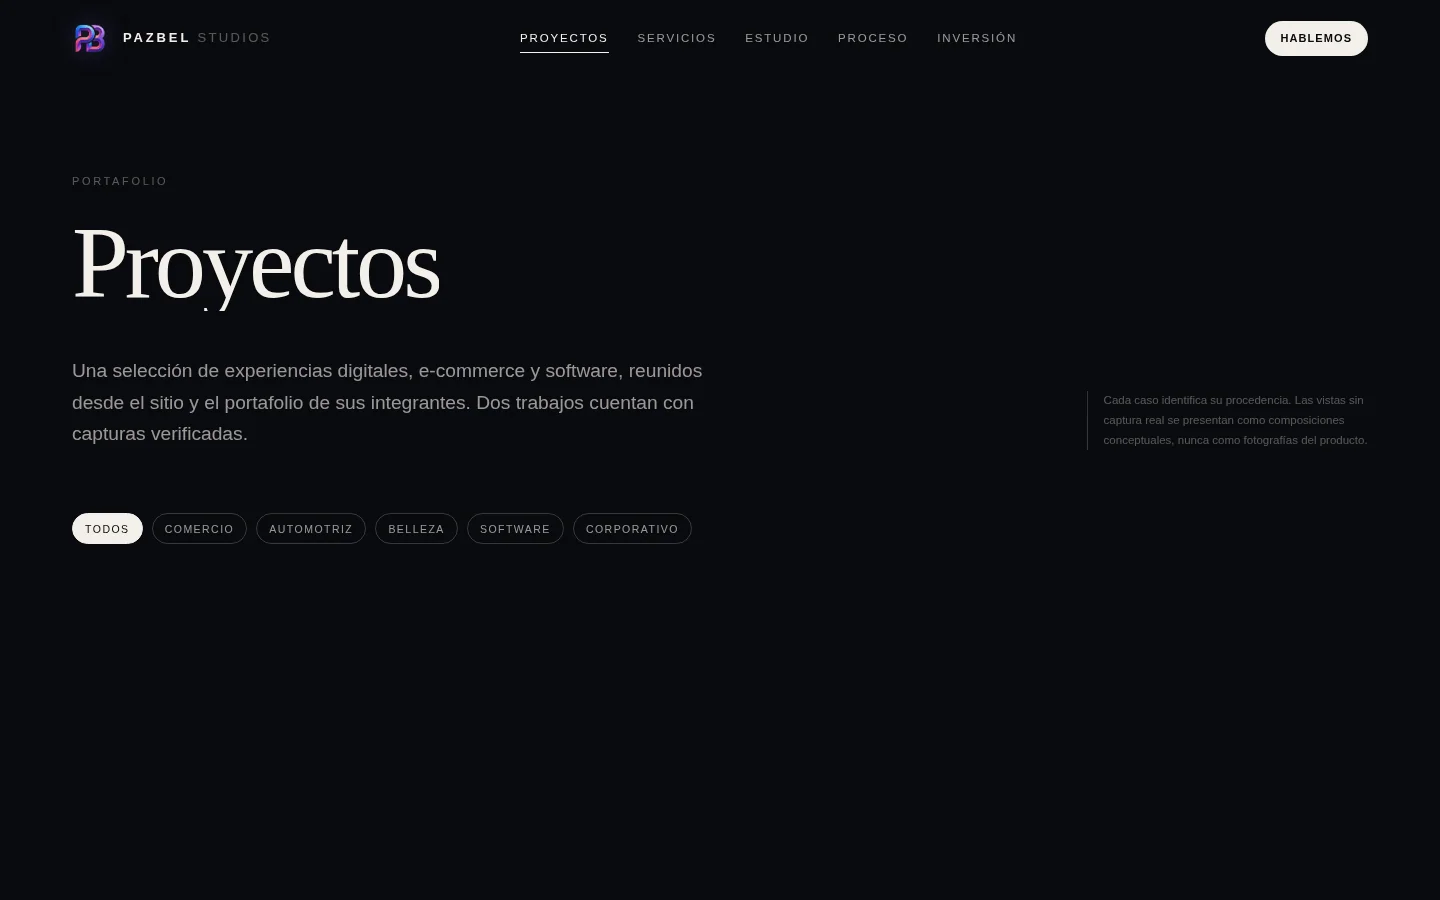 PAZBEL STUDIOS
PROYECTOS
SERVICIOS
ESTUDIO
PROCESO
INVERSIÓN
HABLEMOS
PORTAFOLIO
Proyectos
Una selección de experiencias digitales, e-commerce y software, reunidos
desde el sitio y el portafolio de sus integrantes. Dos trabajos cuentan con
capturas verificadas.
Cada caso identifica su procedencia. Las vistas sin
captura real se presentan como composiciones
conceptuales, nunca como fotografías del producto.
TODOS
COMERCIO
AUTOMOTRIZ
BELLEZA
SOFTWARE
CORPORATIVO